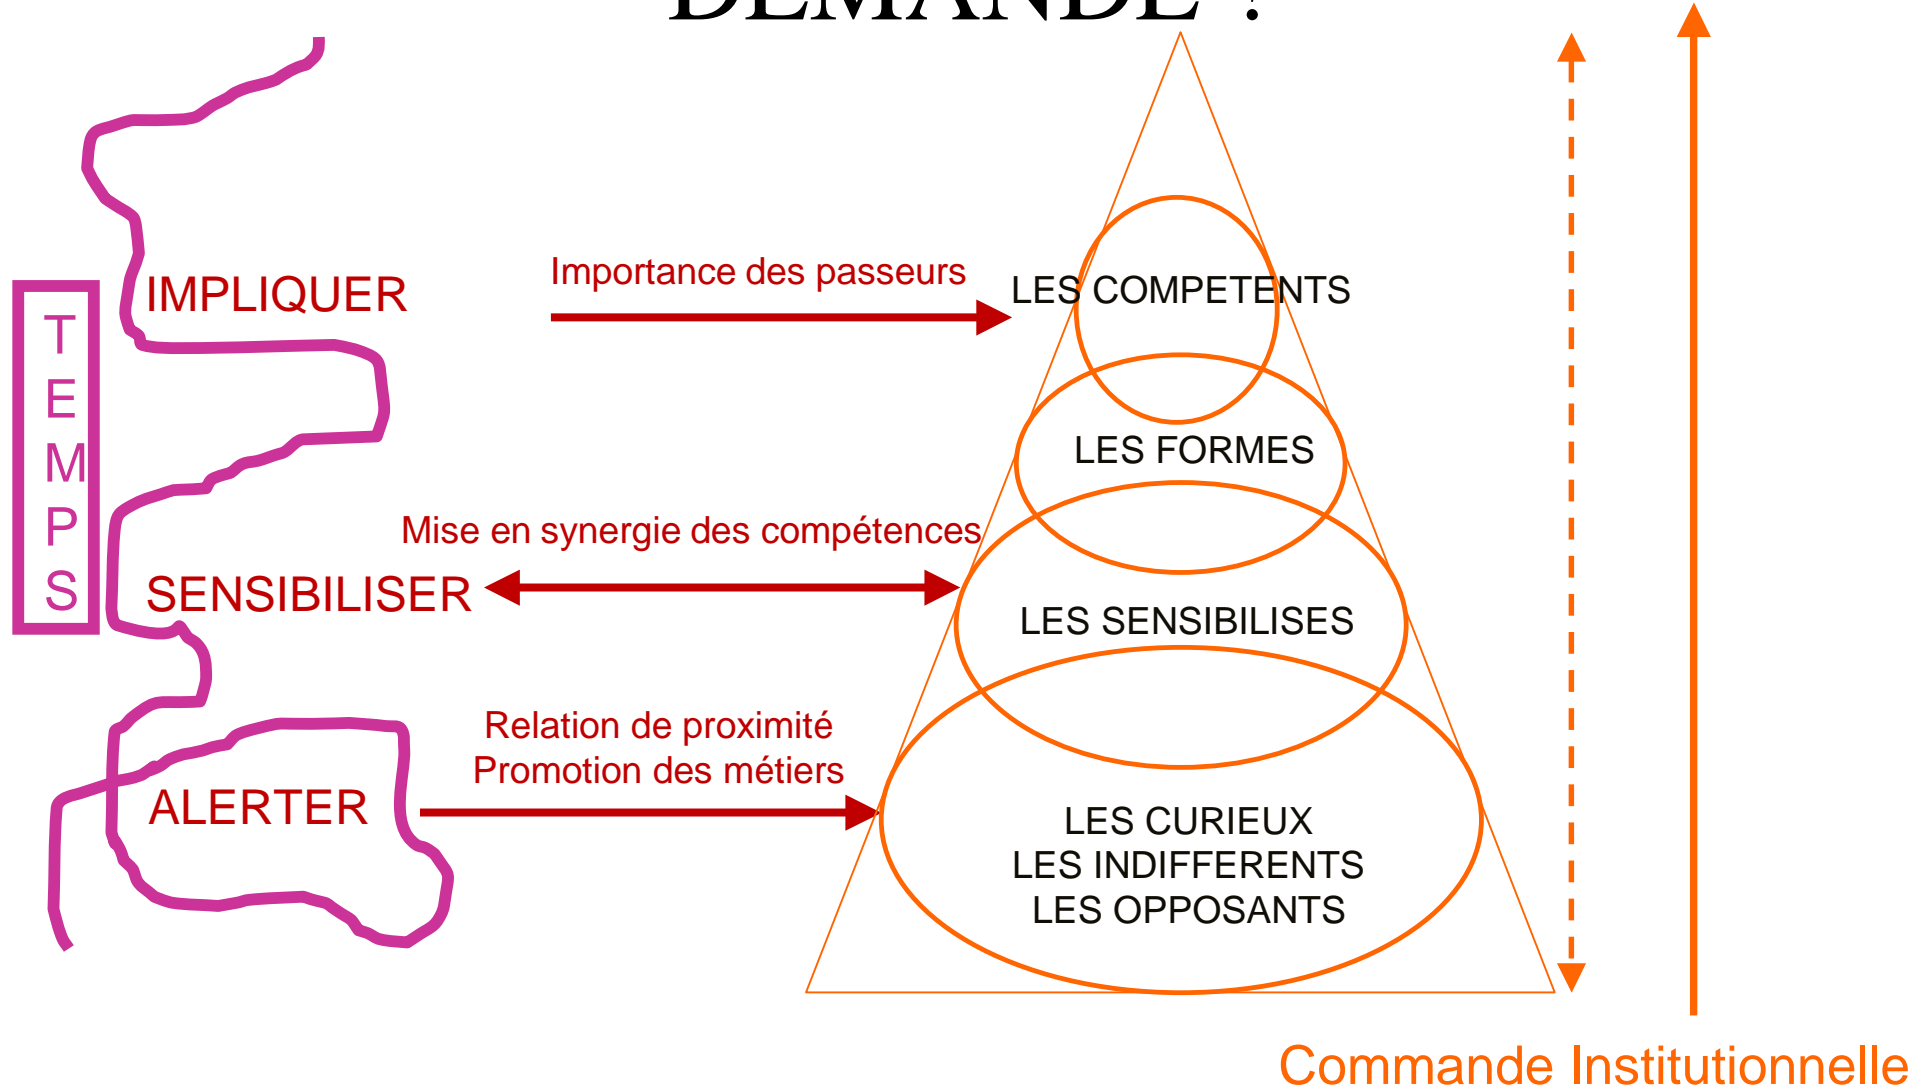 DEMANDE ?
IMPLIQUER
Importance des passeurs
LES COMPETENTS
T
E
M
P
S
LES FORMES
Mise en synergie des compétences
SENSIBILISER
LES SENSIBILISES
Relation de proximité
Promotion des métiers
ALERTER
LES CURIEUX
LES INDIFFERENTS
LES OPPOSANTS
Commande Institutionnelle